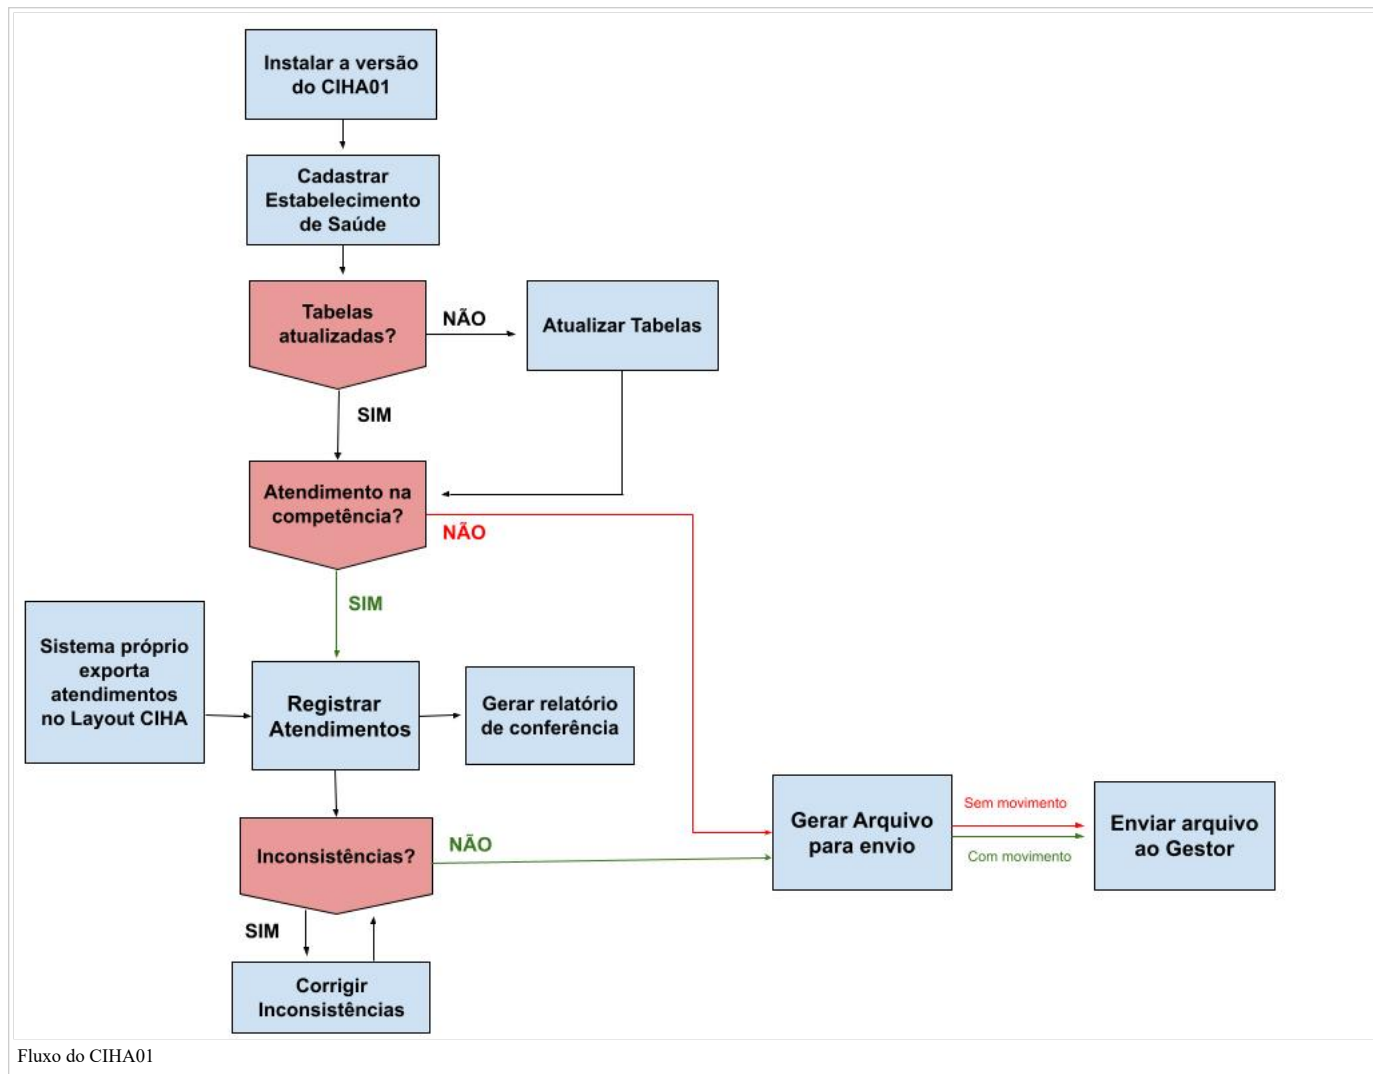 Instalar a versão
do CIHA01
Cadastrar
Estabelecimento
de Saúde
Tabelas
atualizadas?
NÃO
Atualizar Tabelas
SIM
Atendimento na
competência?
NÃO
SIM
Sistema próprio
exporta
atendimentos
no Layout CIHA
Registrar
Atendimentos
Gerar relatório
de conferência
Inconsistências?
NÃO
Gerar Arquivo
para envio
Sem movimento
Com movimento
Enviar arquivo
ao Gestor
SIM
Corrigir
Inconsistências
Fluxo do CIHA01